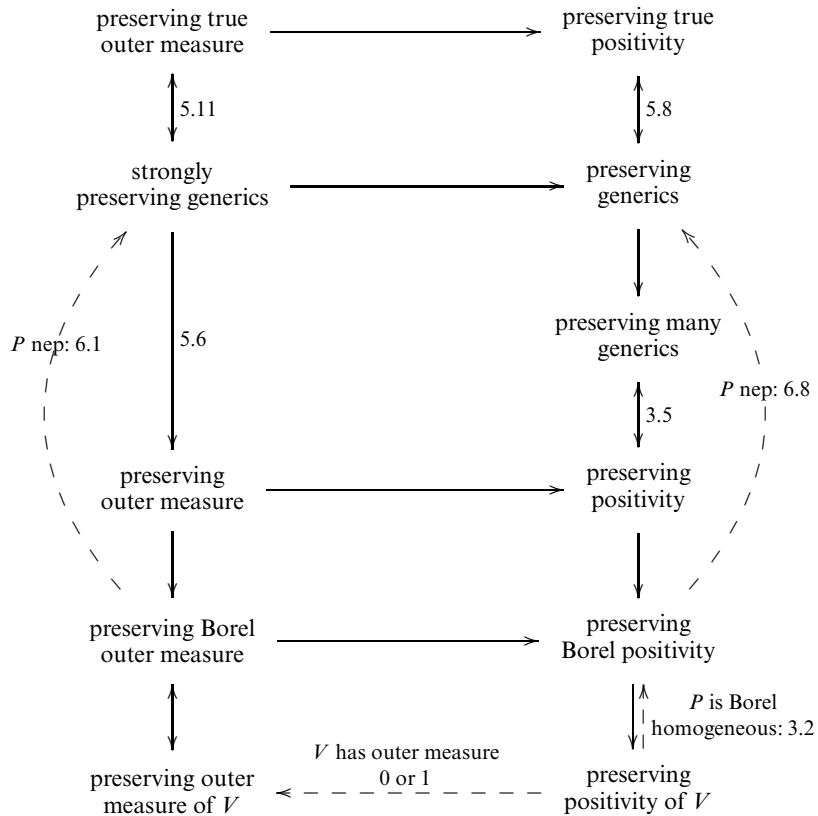 preserving true
outer measure
preserving true
positivity
5.11
5.8
strongly
preserving generics
preserving
generics
P nep: 6.1
5.6
preserving many
generics
P nep: 6.8
3.5
preserving
outer measure
preserving
positivity
preserving Borel
outer measure
preserving
Borel positivity
P is Borel
homogeneous: 3.2
V has outer measure
0 or 1
preserving outer
measure of V
preserving
positivity of V